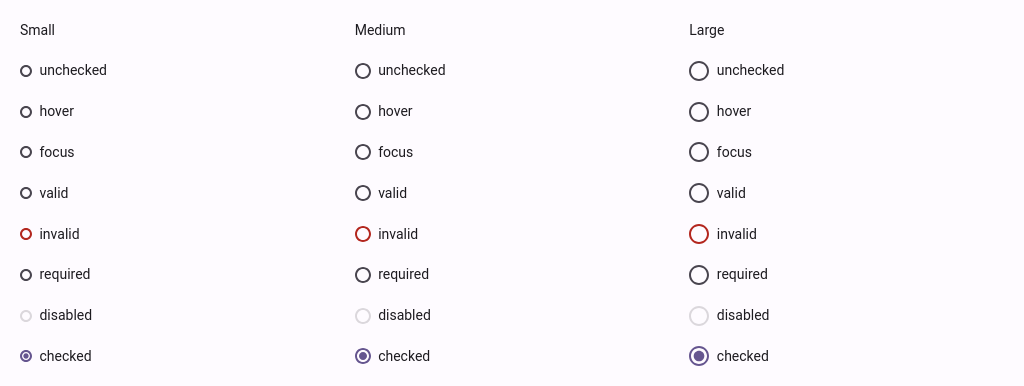 Small
unchecked
hover
focus
valid
invalid
required
disabled
checked
Medium
unchecked
hover
focus
valid
invalid
required
disabled
checked
Large
unchecked
hover
focus
valid
invalid
required
disabled
checked